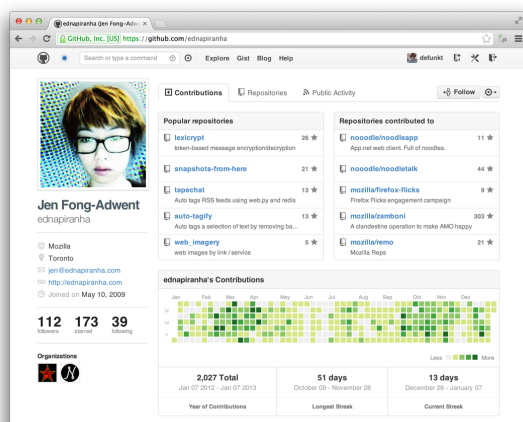 ednapiranha (Jen Fong-Adwe
GitHub, Inc. [US] https://github.com/ednapiranha
Search or type a command
Explore Gist Blog Help
defunkt
Contributions
Repositories
Public Activity
Follow
Popular repositories
lexicrypt 26
token-based message encryption/decryption
snapshots-from-here 21
tapechat 13
Auto tags RSS feeds using web.py and redis
auto-tagify 13
Auto tags a selection of text by removing ba…
web_imagery 5
web images by link / service
Repositories contributed to
nooodle/noodleapp 11
App.net web client. Full of noodles.
nooodle/noodletalk 44
mozilla/firefox-flicks 9
Firefox Flicks engagement campaign
mozilla/zamboni 303
A clandestine operation to make AMO happy
mozilla/remo 21
Mozilla Reps
Jen Fong-Adwent
ednapiranha
Mozilla
Toronto
jen@ednapiranha.com
http://ednapiranha.com
Joined on May 10, 2009
112 173 39
followers starred following
Organizations
ednapiranha's Contributions
Jan Feb Mar Apr May Jun Jul Aug Sep Oct Nov Dec
Less More
2,027 Total
Jan 07 2012 - Jan 07 2013
Year of Contributions
51 days
October 09 - November 28
Longest Streak
13 days
December 26 - January 07
Current Streak